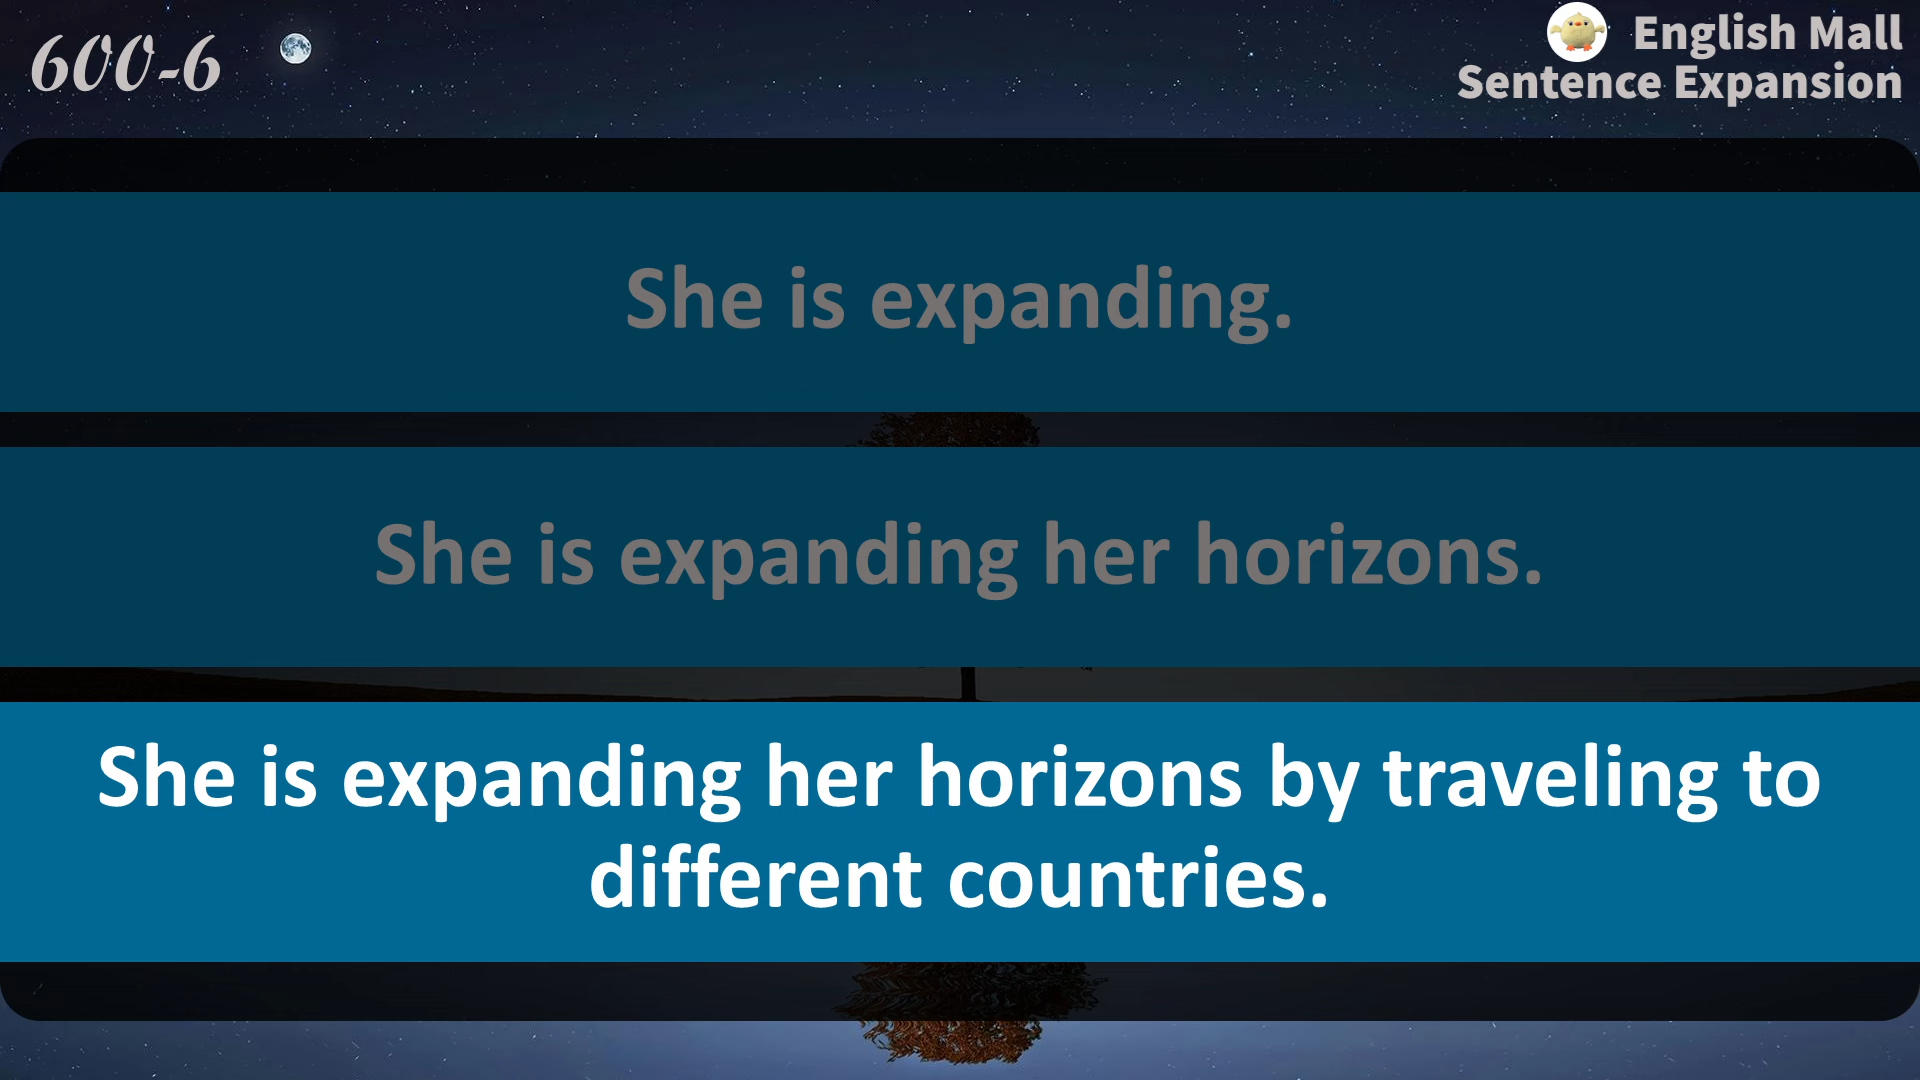 600-6
English Mall
Sentence Expansion
She is expanding.
She is expanding her horizons.
She is expanding her horizons by traveling to
different countries.